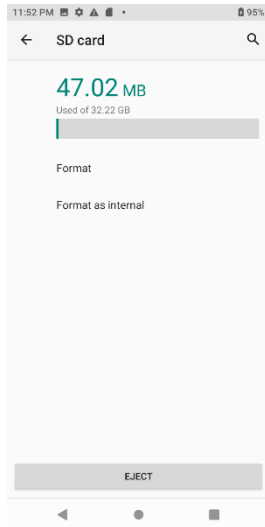 11:52 PM 95%
SD card
47.02 MB
Used of 32.22 GB
Format
Format as internal
EJECT